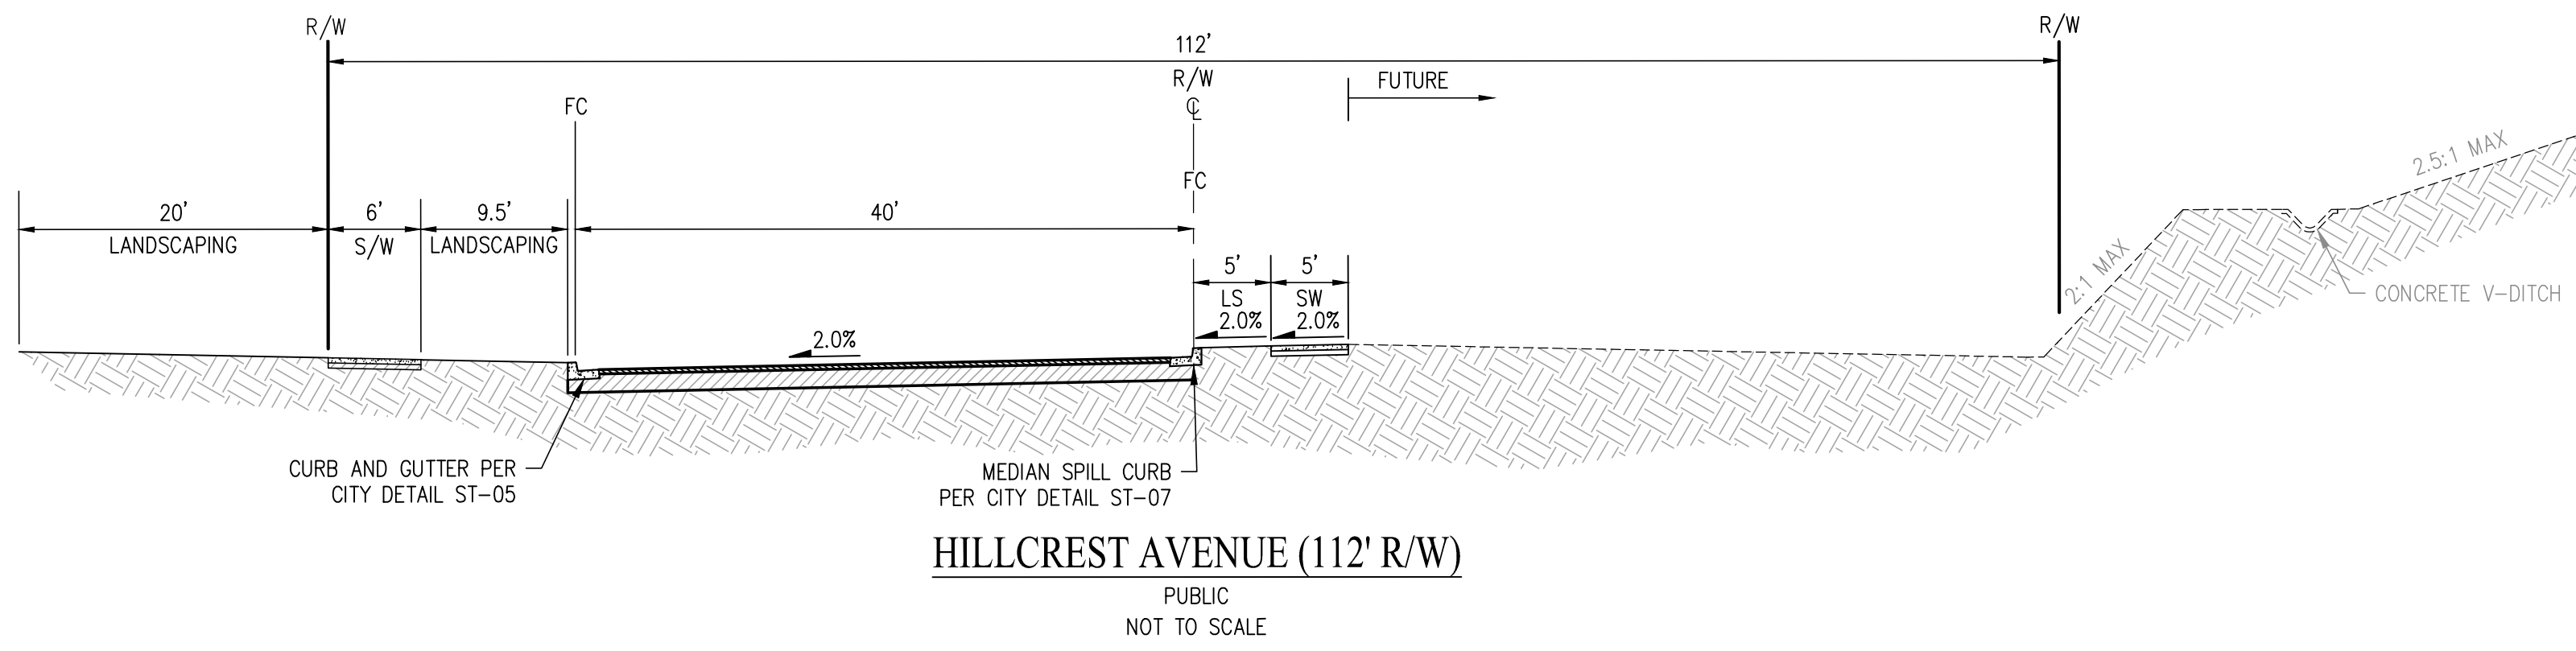 R/W
112'
R/W
R/W
℄
FUTURE
FC
FC
20'
LANDSCAPING
6'
S/W
9.5'
LANDSCAPING
40'
5'
LS
2.0%
5'
SW
2.0%
2.0%
2:1 MAX
2.5:1 MAX
CONCRETE V-DITCH
CURB AND GUTTER PER
CITY DETAIL ST-05
MEDIAN SPILL CURB
PER CITY DETAIL ST-07
HILLCREST AVENUE (112' R/W)
PUBLIC
NOT TO SCALE